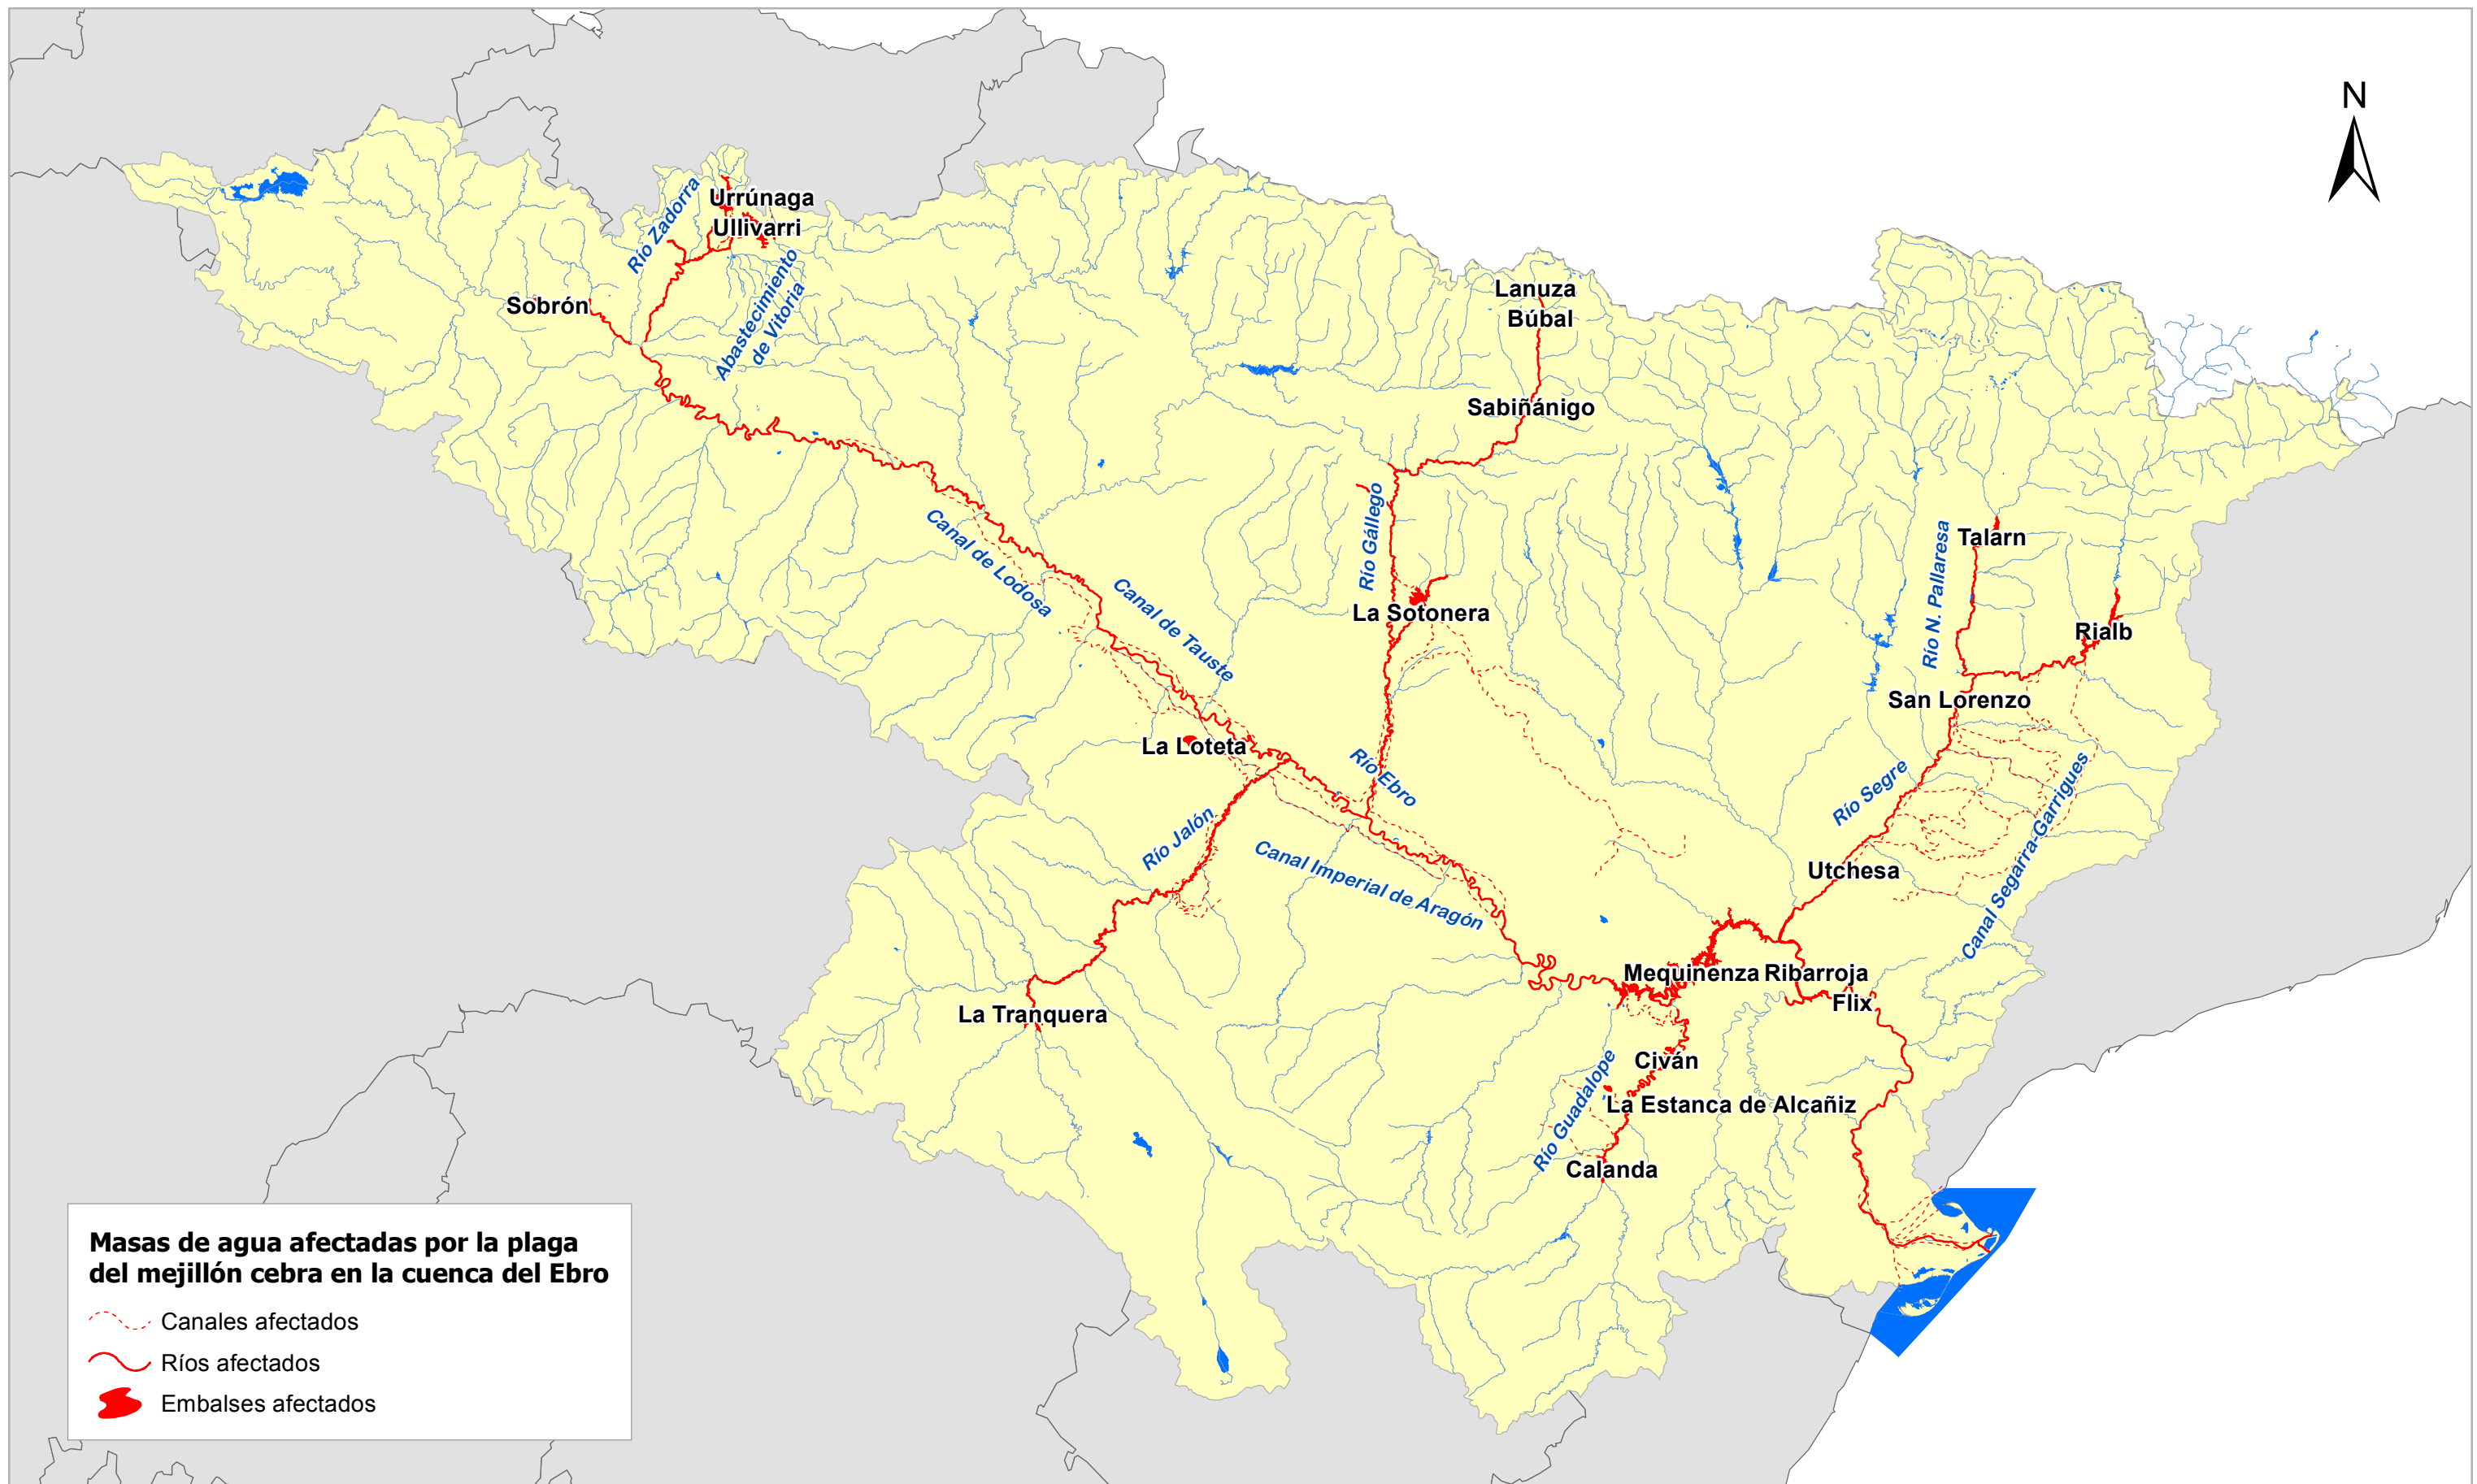 N
Urrúnaga
Ullivarri
Río Zadorra
Abastecimiento
de Vitoria
Sobrón
Lanuza
Búbal
Sabiñánigo
Río Gállego
Canal de Lodosa
Canal de Tauste
La Sotonera
Talarn
Río N. Pallaresa
Rialb
San Lorenzo
La Loteta
Río Ebro
Río Segre
Río Jalón
Canal Imperial de Aragón
Utchesa
Canal Segarra-Garrigues
Mequinenza
Ribarroja
Flix
La Tranquera
Civán
Río Guadalope
La Estanca de Alcañiz
Calanda
Masas de agua afectadas por la plaga
del mejillón cebra en la cuenca del Ebro
Canales afectados
Ríos afectados
Embalses afectados